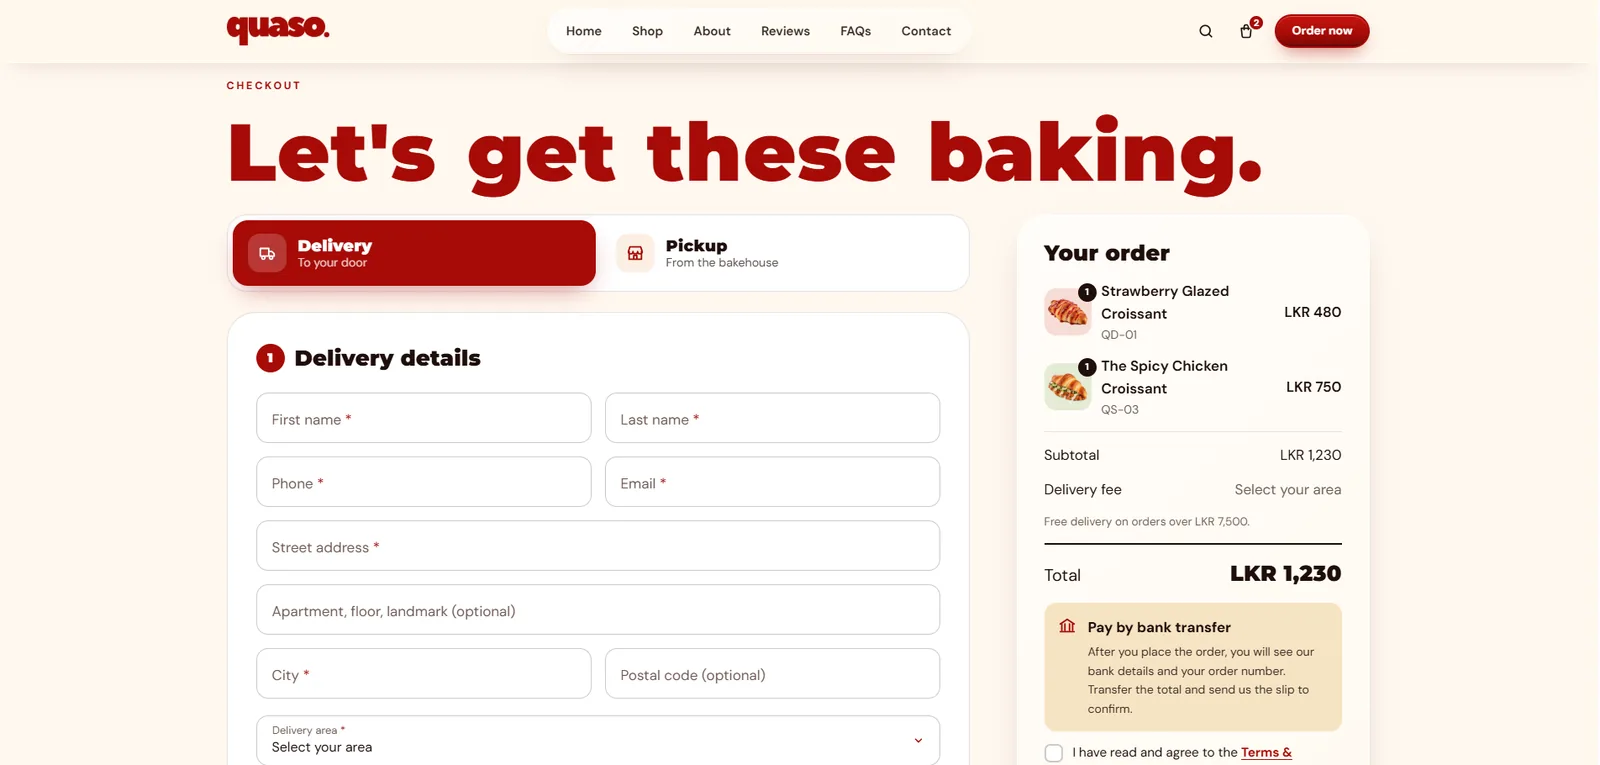 quaso.
Home Shop About Reviews FAQs Contact
2
Order now
CHECKOUT
Let's get these baking.
Delivery
To your door
Pickup
From the bakehouse
1 Delivery details
First name *
Last name *
Phone *
Email *
Street address *
Apartment, floor, landmark (optional)
City *
Postal code (optional)
Delivery area *
Select your area
Your order
1
Strawberry Glazed
Croissant
QD-01
LKR 480
1
The Spicy Chicken
Croissant
QS-03
LKR 750
Subtotal LKR 1,230
Delivery fee Select your area
Free delivery on orders over LKR 7,500.
Total LKR 1,230
Pay by bank transfer
After you place the order, you will see our
bank details and your order number.
Transfer the total and send us the slip to
confirm.
I have read and agree to the Terms &